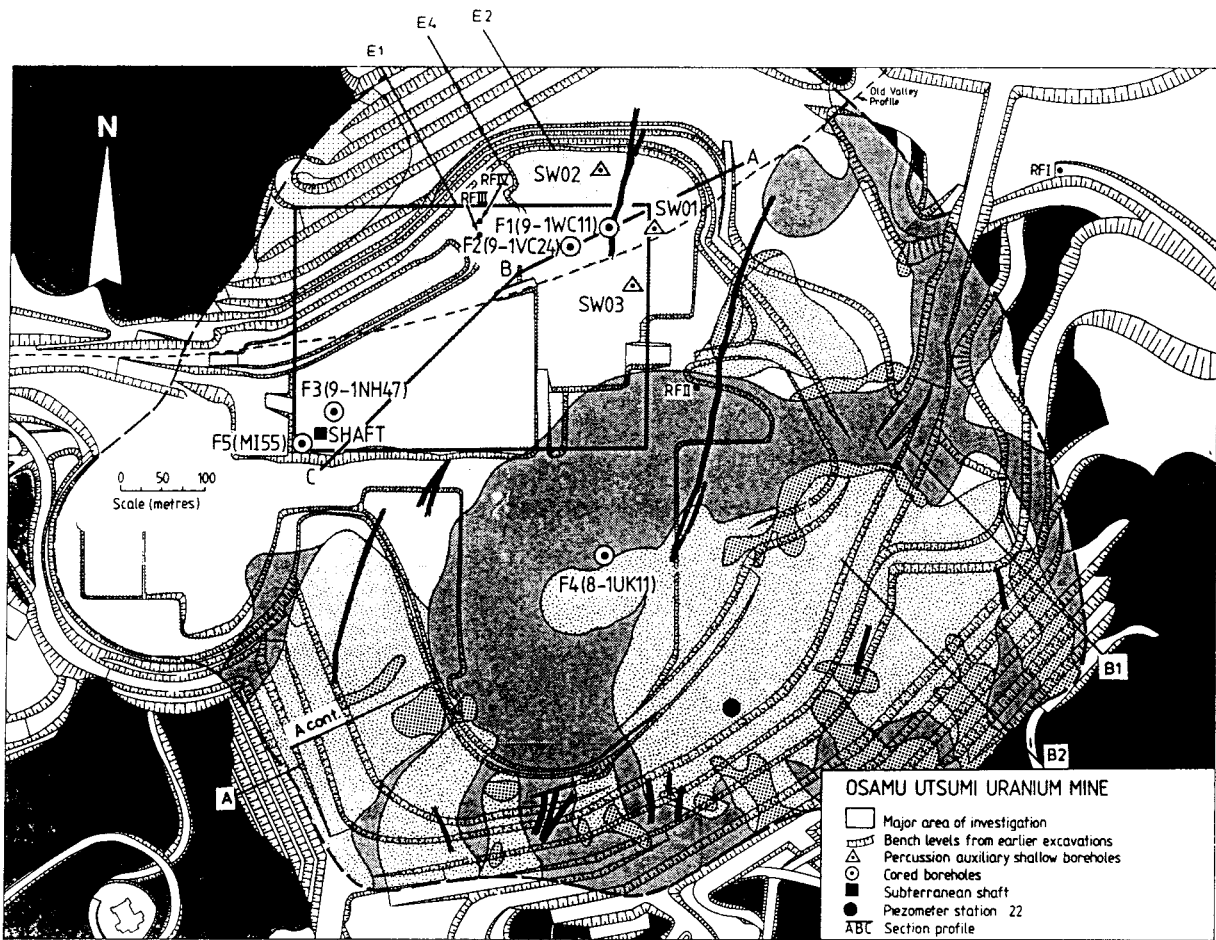 E1
E4
E2
Old Valley
Profile
N
A
RFI
SW02
RFIV
RFIII
SW01
F1(9-1WC11)
F2(9-1VC24)
B
SW03
F3(9-1NH47)
RFII
F5(MI55)
SHAFT
C
0 50 100
Scale (metres)
F4(8-1UK11)
B1
A cont.
B2
A
OSAMU UTSUMI URANIUM MINE
Major area of investigation
Bench levels from earlier excavations
Percussion auxiliary shallow boreholes
Cored boreholes
Subterranean shaft
Piezometer station 22
ABC Section profile